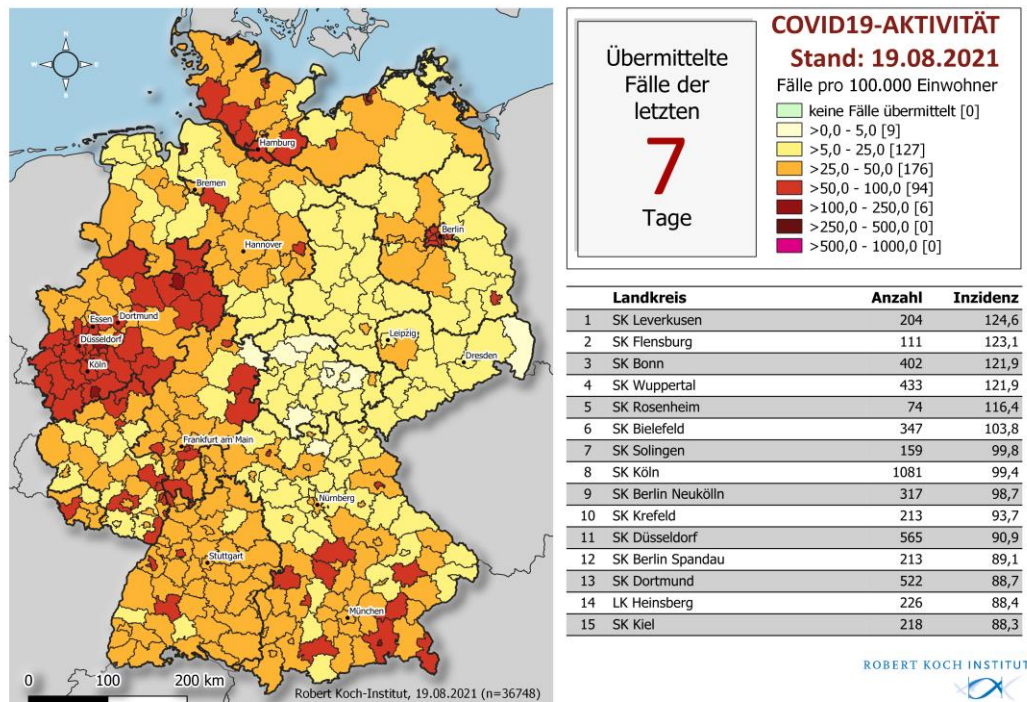 COVID19-AKTIVITÄT
Stand: 19.08.2021
Übermittelte
Fälle der
letzten
7
Tage
Fälle pro 100.000 Einwohner
keine Fälle übermittelt [0]
>0,0 - 5,0 [9]
>5,0 - 25,0 [127]
>25,0 - 50,0 [176]
>50,0 - 100,0 [94]
>100,0 - 250,0 [6]
>250,0 - 500,0 [0]
>500,0 - 1000,0 [0]
Hamburg
Bremen
Berlin
Hannover
Essen
Dortmund
Düsseldorf
Köln
Leipzig
Dresden
Frankfurt am Main
Nürnberg
Stuttgart
München
0 100 200 km
Robert Koch-Institut, 19.08.2021 (n=36748)
Landkreis Anzahl Inzidenz
1 SK Leverkusen 204 124,6
2 SK Flensburg 111 123,1
3 SK Bonn 402 121,9
4 SK Wuppertal 433 121,9
5 SK Rosenheim 74 116,4
6 SK Bielefeld 347 103,8
7 SK Solingen 159 99,8
8 SK Köln 1081 99,4
9 SK Berlin Neukölln 317 98,7
10 SK Krefeld 213 93,7
11 SK Düsseldorf 565 90,9
12 SK Berlin Spandau 213 89,1
13 SK Dortmund 522 88,7
14 LK Heinsberg 226 88,4
15 SK Kiel 218 88,3
ROBERT KOCH INSTITUT